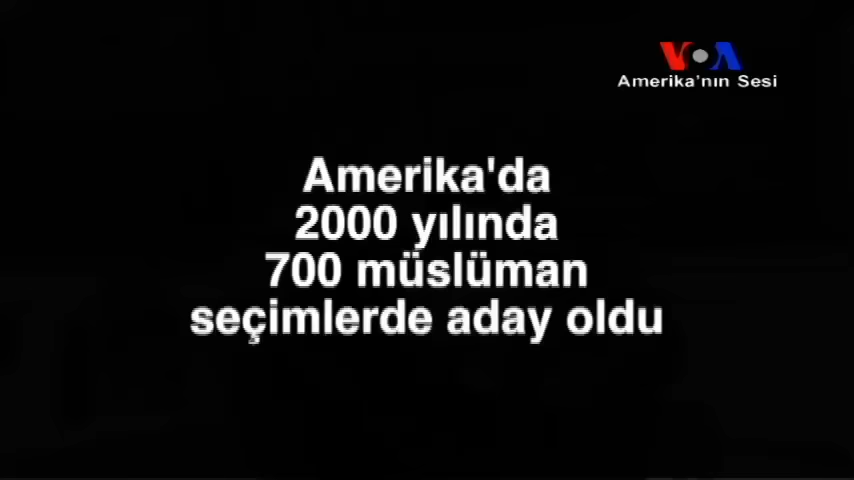 VOA
Amerika'nın Sesi
Amerika'da
2000 yılında
700 müslüman
seçimlerde aday oldu